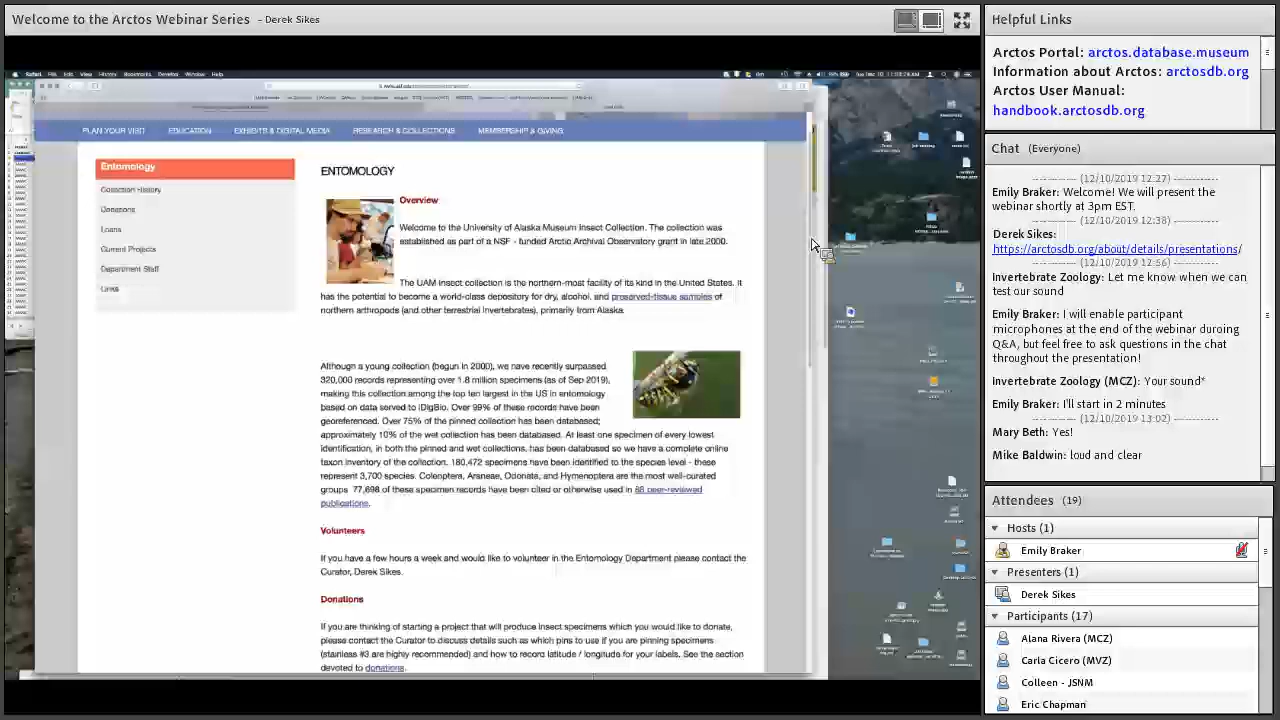 Welcome to the Arctos Webinar Series - Derek Sikes
Safari File Edit View History Bookmarks Develop Window Help
PLAN YOUR VISIT EDUCATION EXHIBITS & DIGITAL MEDIA RESEARCH & COLLECTIONS MEMBERSHIP & GIVING
Entomology
Collection History
Donations
Loans
Current Projects
Department Staff
Links
ENTOMOLOGY
Overview
Welcome to the University of Alaska Museum Insect Collection. The collection was
established as part of a NSF - funded Arctic Archival Observatory grant in late 2000.
The UAM insect collection is the northern-most facility of its kind in the United States. It
has the potential to become a world-class depository for dry, alcohol, and preserved-tissue samples of
northern arthropods (and other terrestrial invertebrates), primarily from Alaska.
Although a young collection (begun in 2000), we have recently surpassed
320,000 records representing over 1.8 million specimens (as of Sep 2019),
making this collection among the top ten largest in the US in entomology
based on data served to iDigBio. Over 99% of these records have been
georeferenced. Over 75% of the pinned collection has been databased;
approximately 10% of the wet collection has been databased. At least one specimen of every lowest
identification, in both the pinned and wet collections, has been databased so we have a complete online
taxon inventory of the collection. 180,472 specimens have been identified to the species level - these
represent 3,700 species. Coleoptera, Araneae, Odonata, and Hymenoptera are the most well-curated
groups 77,698 of these specimen records have been cited or otherwise used in 88 peer-reviewed
publications.
Volunteers
If you have a few hours a week and would like to volunteer in the Entomology Department please contact the
Curator, Derek Sikes.
Donations
If you are thinking of starting a project that will produce insect specimens which you would like to donate,
please contact the Curator to discuss details such as which pins to use if you are pinning specimens
(stainless #3 are highly recommended) and how to record latitude / longitude for your labels. See the section
devoted to donations.
Helpful Links
Arctos Portal: arctos.database.museum
Information about Arctos: arctosdb.org
Arctos User Manual:
handbook.arctosdb.org
Chat (Everyone)
(12/10/2019 12:27)
Emily Braker: Welcome! We will present the
webinar shortly at 3pm EST.
(12/10/2019 12:38)
Derek Sikes:
https://arctosdb.org/about/details/presentations/
(12/10/2019 12:56)
Invertebrate Zoology: Let me know when we can
test our sound
Emily Braker: I will enable participant
microphones at the end of the webinar duroing
Q&A, but feel free to ask questions in the chat
throughout the presentation!
Invertebrate Zoology (MCZ): Your sound*
Emily Braker: I'll start in 2 minutes
(12/10/2019 13:02)
Mary Beth: Yes!
Mike Baldwin: loud and clear
Attendees (19)
Hosts (1)
Emily Braker
Presenters (1)
Derek Sikes
Participants (17)
Alana Rivera (MCZ)
Carla Cicero (MVZ)
Colleen - JSNM
Eric Chapman